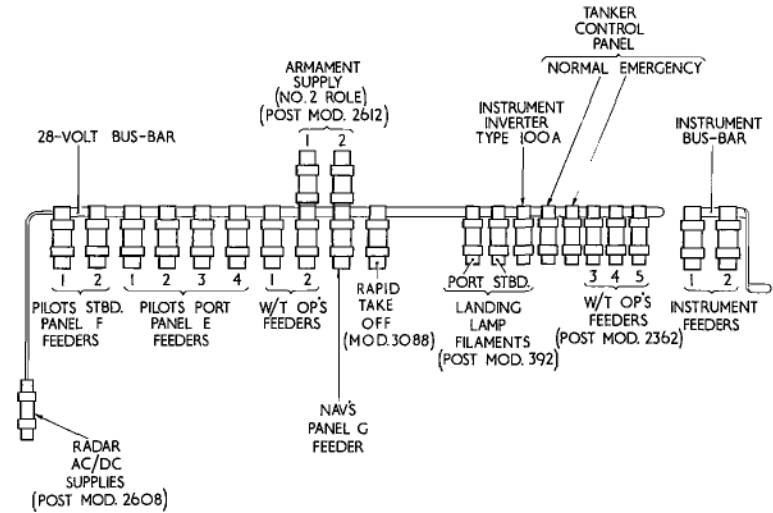 TANKER
CONTROL
PANEL
NORMAL EMERGENCY
ARMAMENT
SUPPLY
(NO. 2 ROLE)
(POST MOD. 2612)
1 2
INSTRUMENT
INVERTER
TYPE 100A
INSTRUMENT
BUS-BAR
28-VOLT BUS-BAR
1 2
PILOTS STBD.
PANEL F
FEEDERS
1 2 3 4
PILOTS PORT
PANEL E
FEEDERS
1 2
W/T OP'S
FEEDERS
RAPID
TAKE
OFF
(MOD. 3088)
PORT STBD.
LANDING
LAMP
FILAMENTS
(POST MOD. 392)
3 4 5
W/T OP'S
FEEDERS
(POST MOD. 2362)
1 2
INSTRUMENT
FEEDERS
NAV'S
PANEL G
FEEDER
RADAR
AC/DC
SUPPLIES
(POST MOD. 2608)